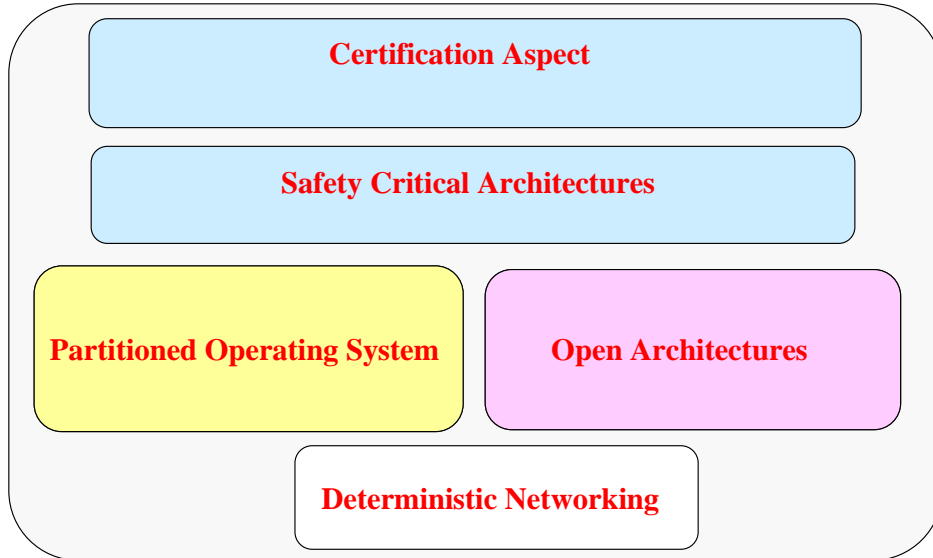 Certification Aspect
Safety Critical Architectures
Partitioned Operating System
Open Architectures
Deterministic Networking